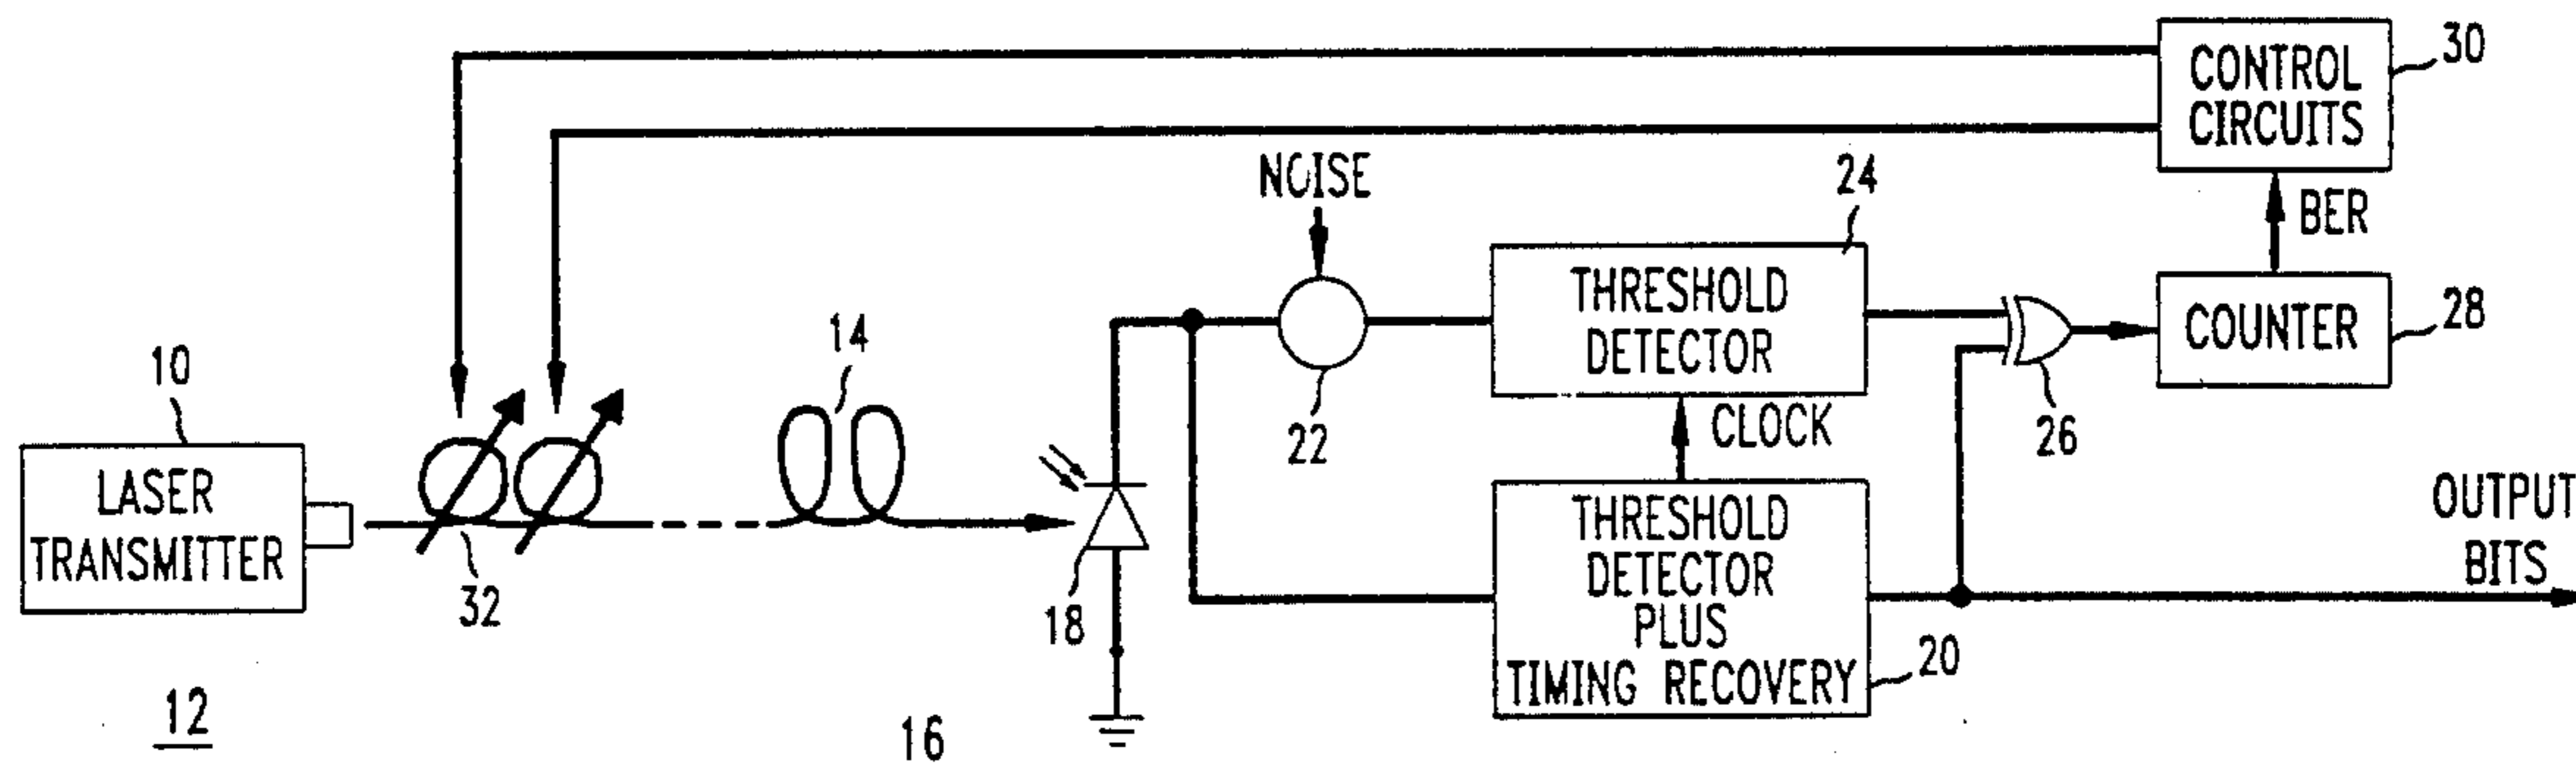 CONTROL
CIRCUITS
30
NOISE
24
BER
THRESHOLD
DETECTOR
COUNTER
28
14
10
22
CLOCK
26
LASER
TRANSMITTER
32
18
THRESHOLD
DETECTOR
PLUS
TIMING RECOVERY
20
OUTPUT
BITS
12
16